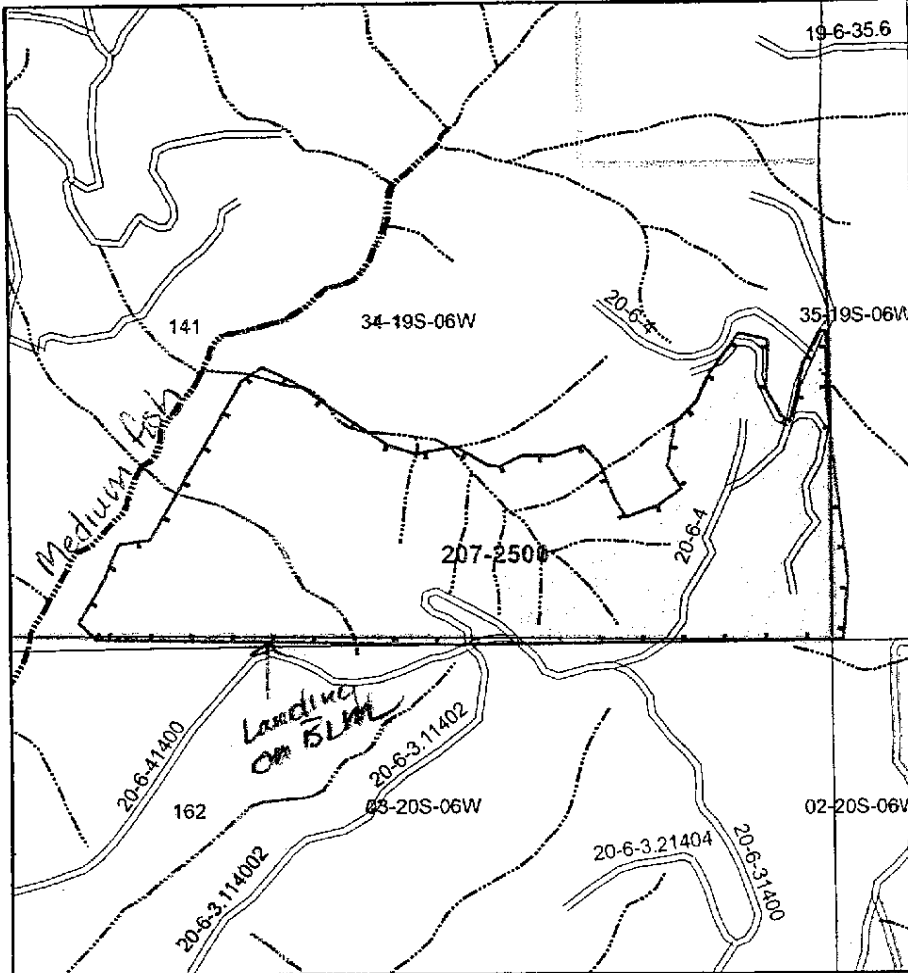 19-6-35.6
141
34-19S-06W
20-6-4
35-19S-06W
Medium fish
207-2500
20-6-4
Landing
on BLM
20-6-41400
20-6-3.11402
162
03-20S-06W
02-20S-06W
20-6-3.114002
20-6-3.21404
20-6-31400